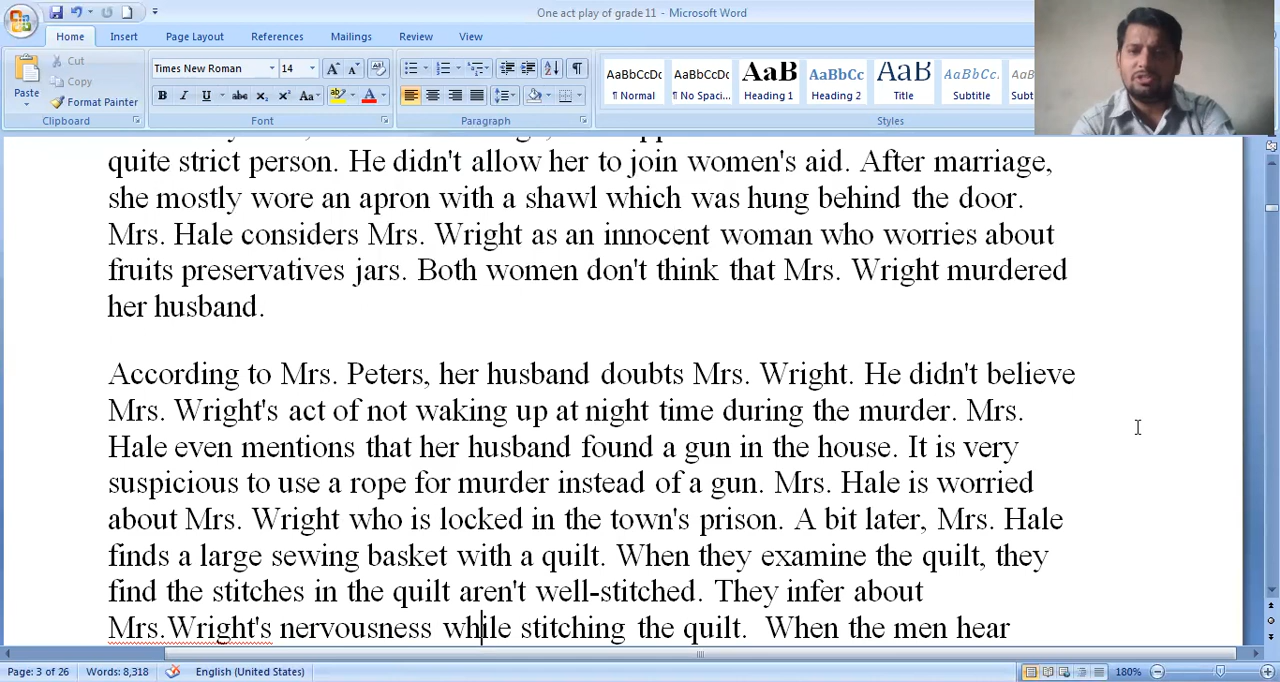 One act play of grade11 - Microsoft Word
Home Insert Page Layout References Mailings Review View
Paste Cut Copy Format Painter
Times New Roman 14
AaBbCcDc AaBbCcDc AaB AaBbCc AaB AaBbCc. AaB
¶ Normal ¶ No Spaci... Heading 1 Heading 2 Title Subtitle Subt
Clipboard Font Paragraph Styles
quite strict person. He didn't allow her to join women's aid. After marriage,
she mostly wore an apron with a shawl which was hung behind the door.
Mrs. Hale considers Mrs. Wright as an innocent woman who worries about
fruits preservatives jars. Both women don't think that Mrs. Wright murdered
her husband.
According to Mrs. Peters, her husband doubts Mrs. Wright. He didn't believe
Mrs. Wright's act of not waking up at night time during the murder. Mrs.
Hale even mentions that her husband found a gun in the house. It is very
suspicious to use a rope for murder instead of a gun. Mrs. Hale is worried
about Mrs. Wright who is locked in the town's prison. A bit later, Mrs. Hale
finds a large sewing basket with a quilt. When they examine the quilt, they
find the stitches in the quilt aren't well-stitched. They infer about
Mrs.Wright's nervousness while stitching the quilt. When the men hear
Page: 3 of 26 Words: 8,318 English (United States) 180%